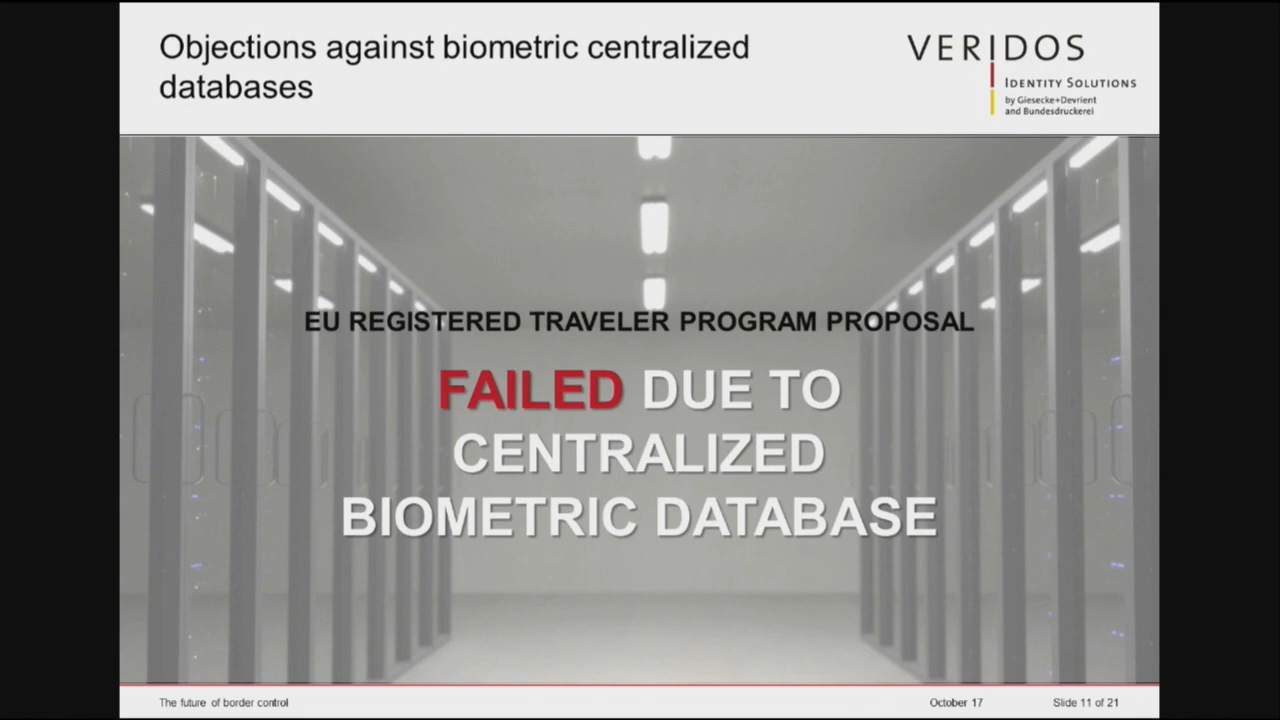 Objections against biometric centralized
databases
VERIDOS
IDENTITY SOLUTIONS
by Giesecke+Devrient
and Bundesdruckerei
EU REGISTERED TRAVELER PROGRAM PROPOSAL
FAILED DUE TO
CENTRALIZED
BIOMETRIC DATABASE
The future of border control
October 17
Slide 11 of 21